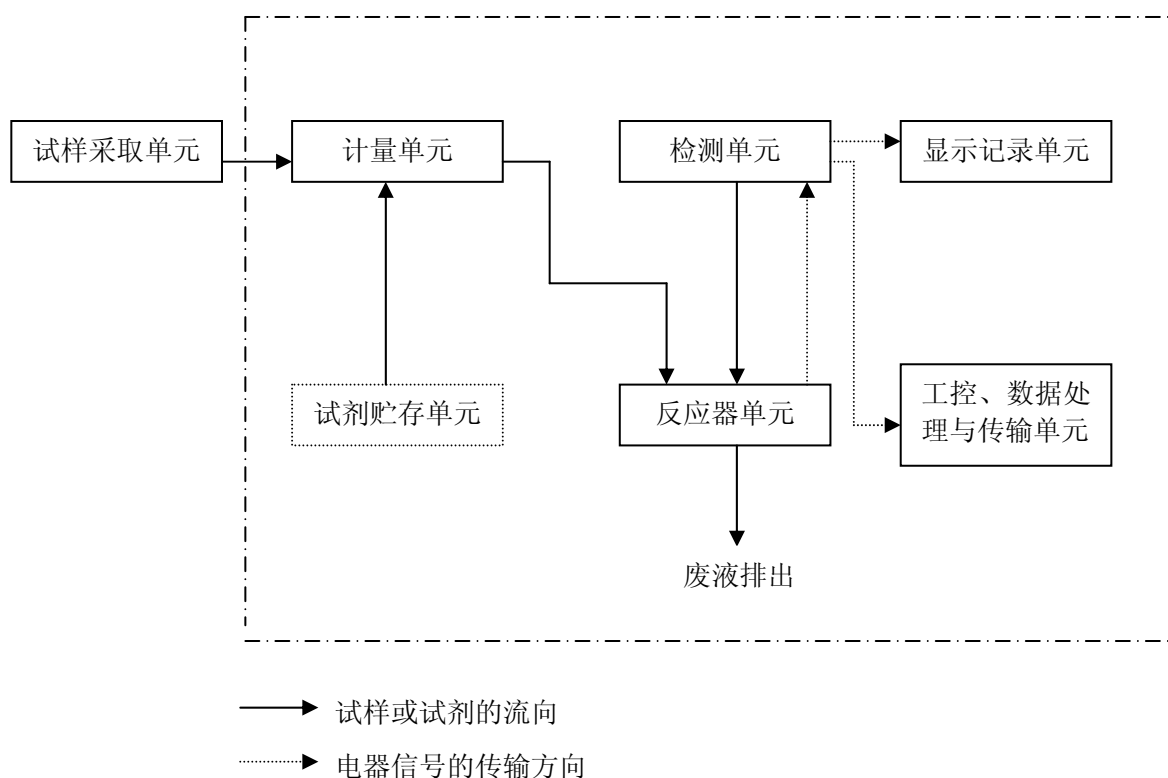 试样采取单元
计量单元
检测单元
显示记录单元
试剂贮存单元
反应器单元
工控、数据处
理与传输单元
废液排出
试样或试剂的流向
电器信号的传输方向